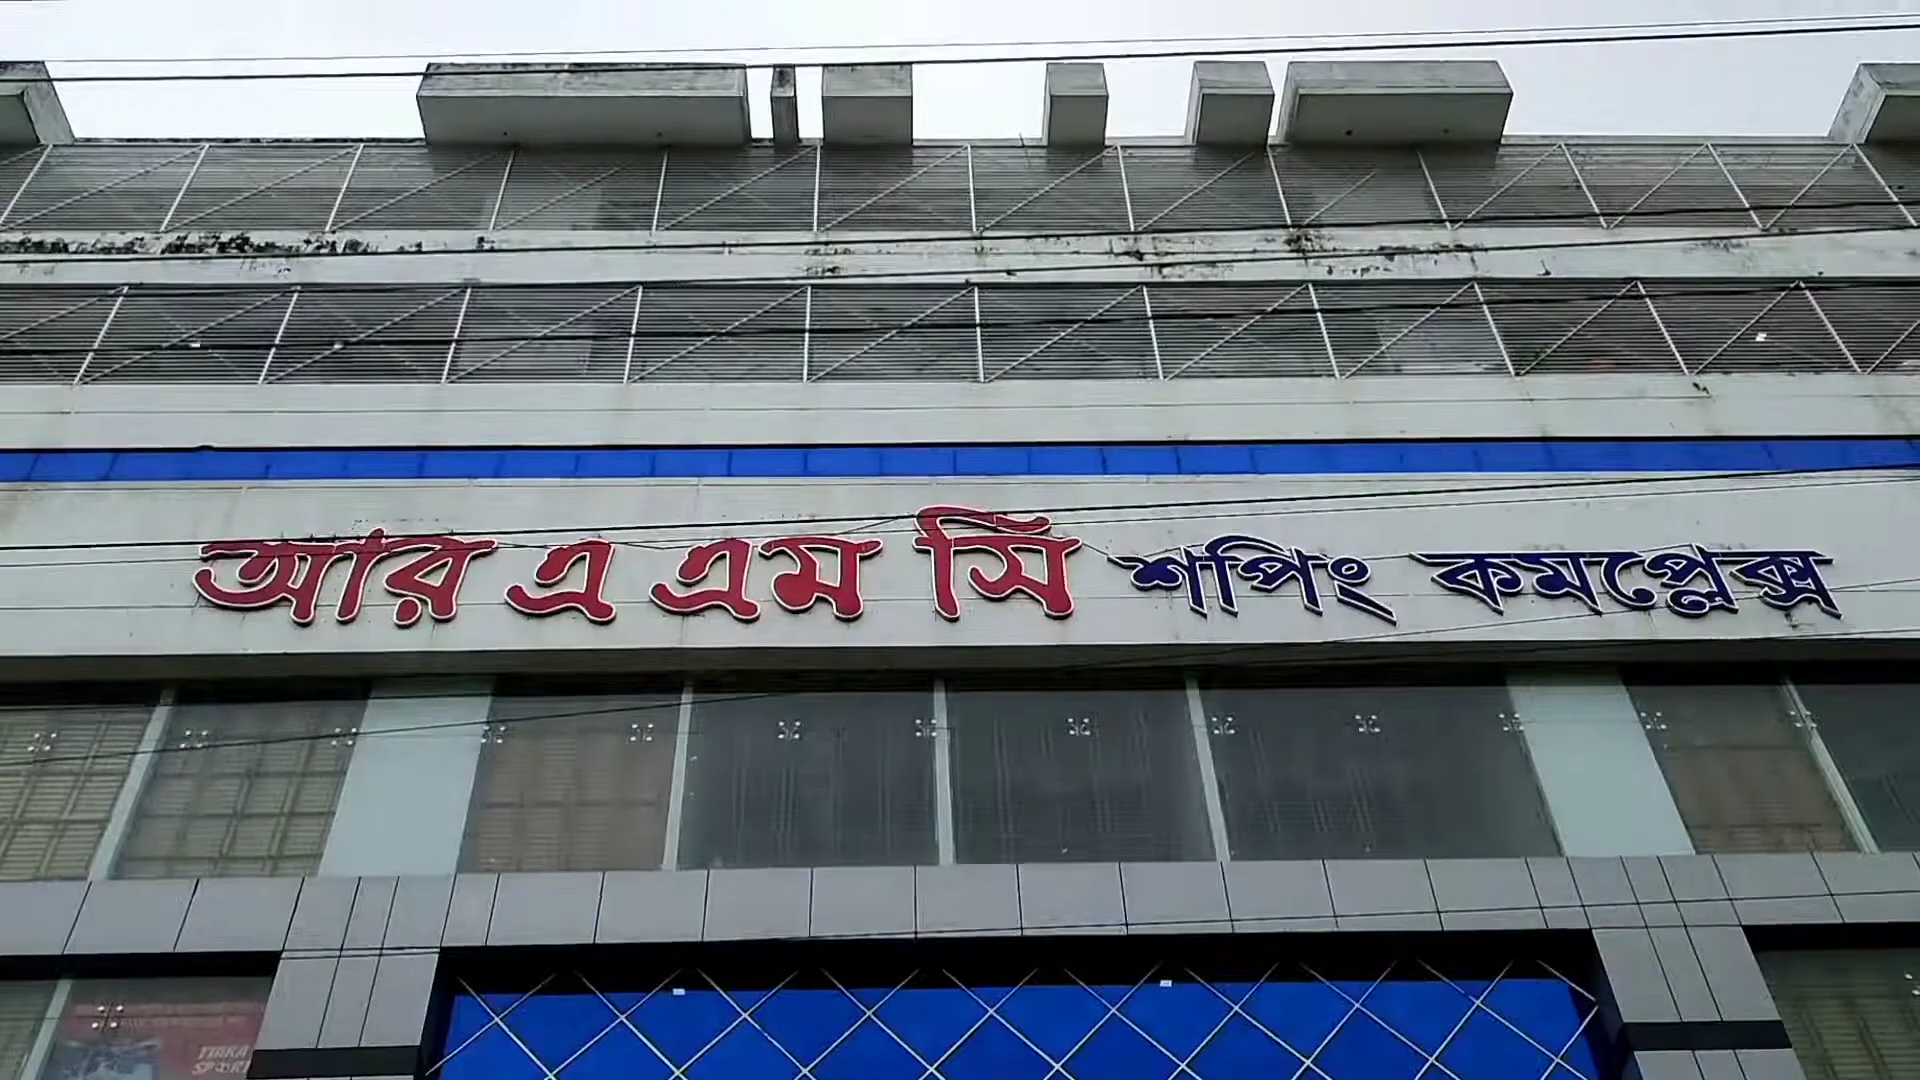 আর এ এম সি শপিং কমপ্লেক্স